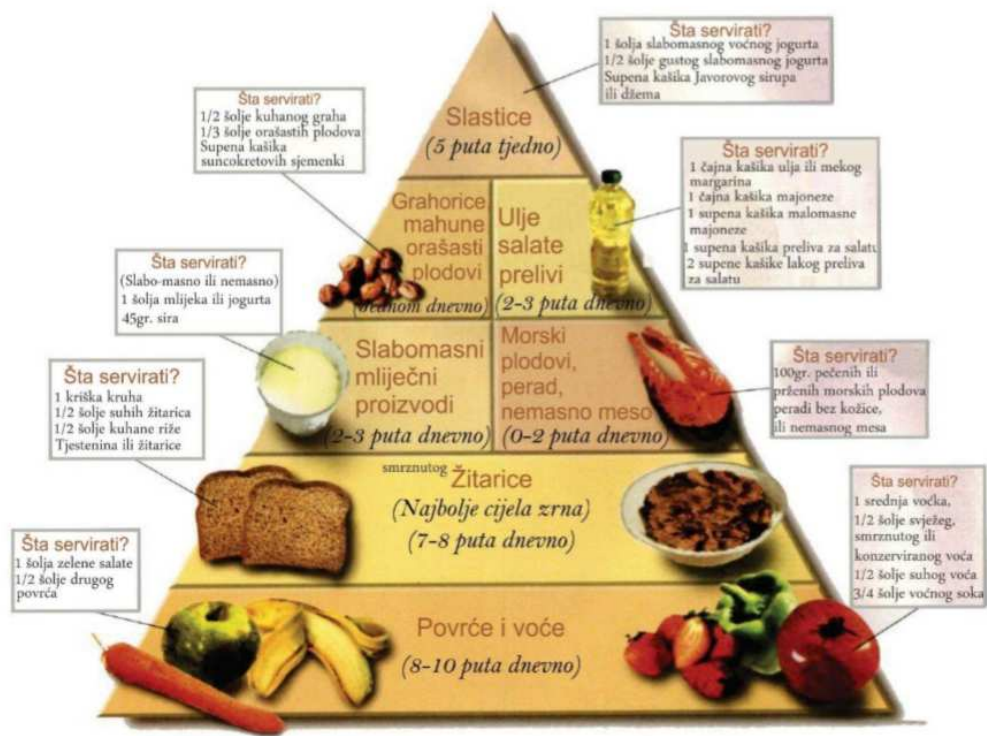 Šta servirati?
1 šolja slabomasnog voćnog jogurta
1/2 šolje gustog slabomasnog jogurta
Supena kašika Javorovog sirupa
ili džema
Slastice
(5 puta tjedno)
Šta servirati?
1/2 šolje kuhanog graha
1/3 šolje orašastih plodova
Supena kašika
suncokretovih sjemenki
Grahorice
mahune
orašasti
plodovi
(Jednom dnevno)
Ulje
salate
prelivi
(2-3 puta dnevno)
Šta servirati?
1 čajna kašika ulja ili mekog
margarina
1 čajna kašika majoneze
1 supena kašika malomasne
majoneze
1 supena kašika preliva za salatu
2 supene kašike lakog preliva
za salatu
Šta servirati?
(Slabo-masno ili nemasno)
1 šolja mlijeka ili jogurta
45gr. sira
Slabomasni
mliječni
proizvodi
(2-3 puta dnevno)
Morski
plodovi,
perad,
nemasno meso
(0-2 puta dnevno)
Šta servirati?
100gr. pečenih ili
prženih morskih plodova
peradi bez kožice,
ili nemasnog mesa
Šta servirati?
1 kriška kruha
1/2 šolje suhih žitarica
1/2 šolje kuhane riže
Tjestenina ili žitarice
smrznutog
Žitarice
(Najbolje cijela zrna)
(7-8 puta dnevno)
Šta servirati?
1 srednja voćka,
1/2 šolje svježeg,
smrznutog ili
konzerviranog voća
1/2 šolje suhog voća
3/4 šolje voćnog soka
Šta servirati?
1 šolja zelene salate
1/2 šolje drugog
povrća
Povrće i voće
(8-10 puta dnevno)